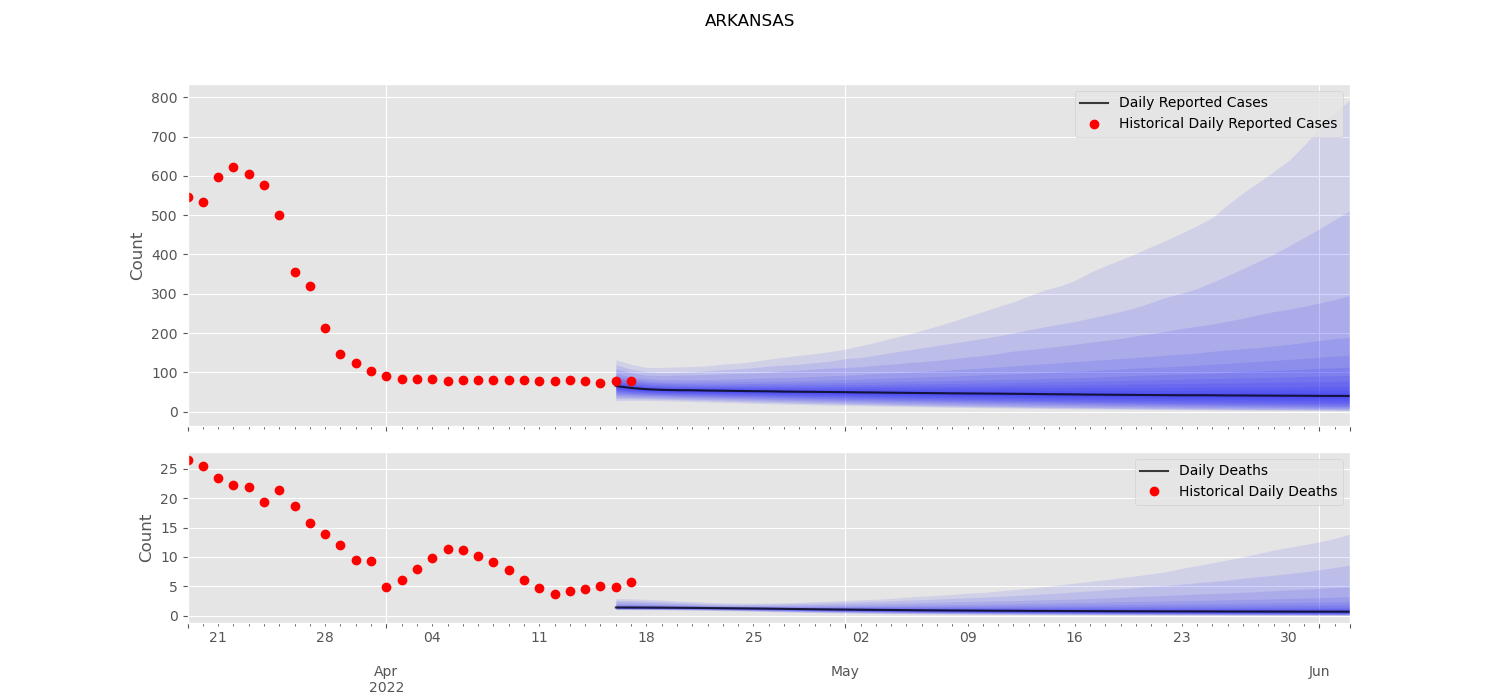 ARKANSAS
800
700
600
500
400
300
200
100
0
Count
Daily Reported Cases
Historical Daily Reported Cases
25
20
15
10
5
0
Count
Daily Deaths
Historical Daily Deaths
21 28 04 11 18 25 02 09 16 23 30
Apr May Jun
2022